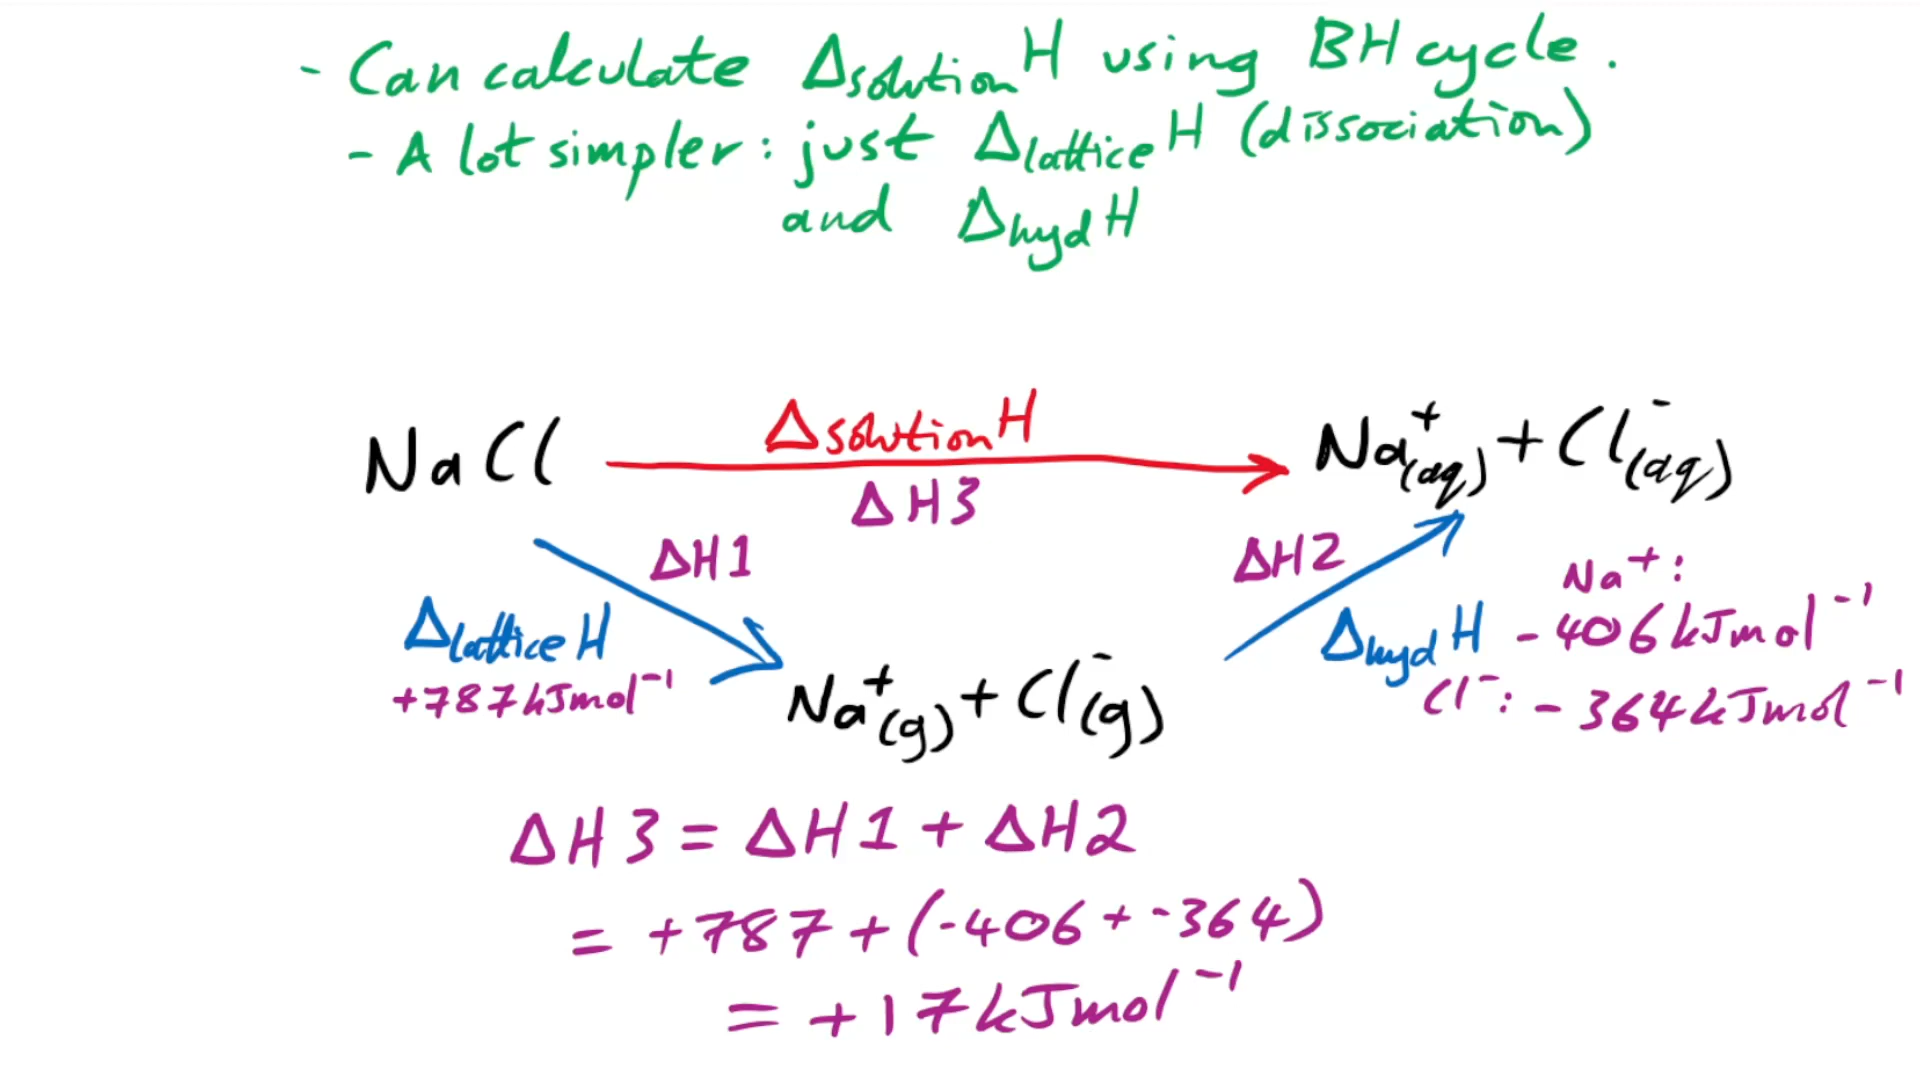 - Can calculate ΔsolutionH using BH cycle.
- A lot simpler: just ΔlatticeH (dissociation)
and ΔhydH
NaCl
ΔsolutionH
Na⁺(aq) + Cl⁻(aq)
ΔH3
ΔH1
ΔH2
Na⁺:
ΔlatticeH
ΔhydH -406kJmol⁻¹
+787kJmol⁻¹
Cl⁻: -364kJmol⁻¹
Na⁺(g) + Cl⁻(g)
ΔH3 = ΔH1 + ΔH2
= +787 + (-406 + -364)
= +17kJmol⁻¹